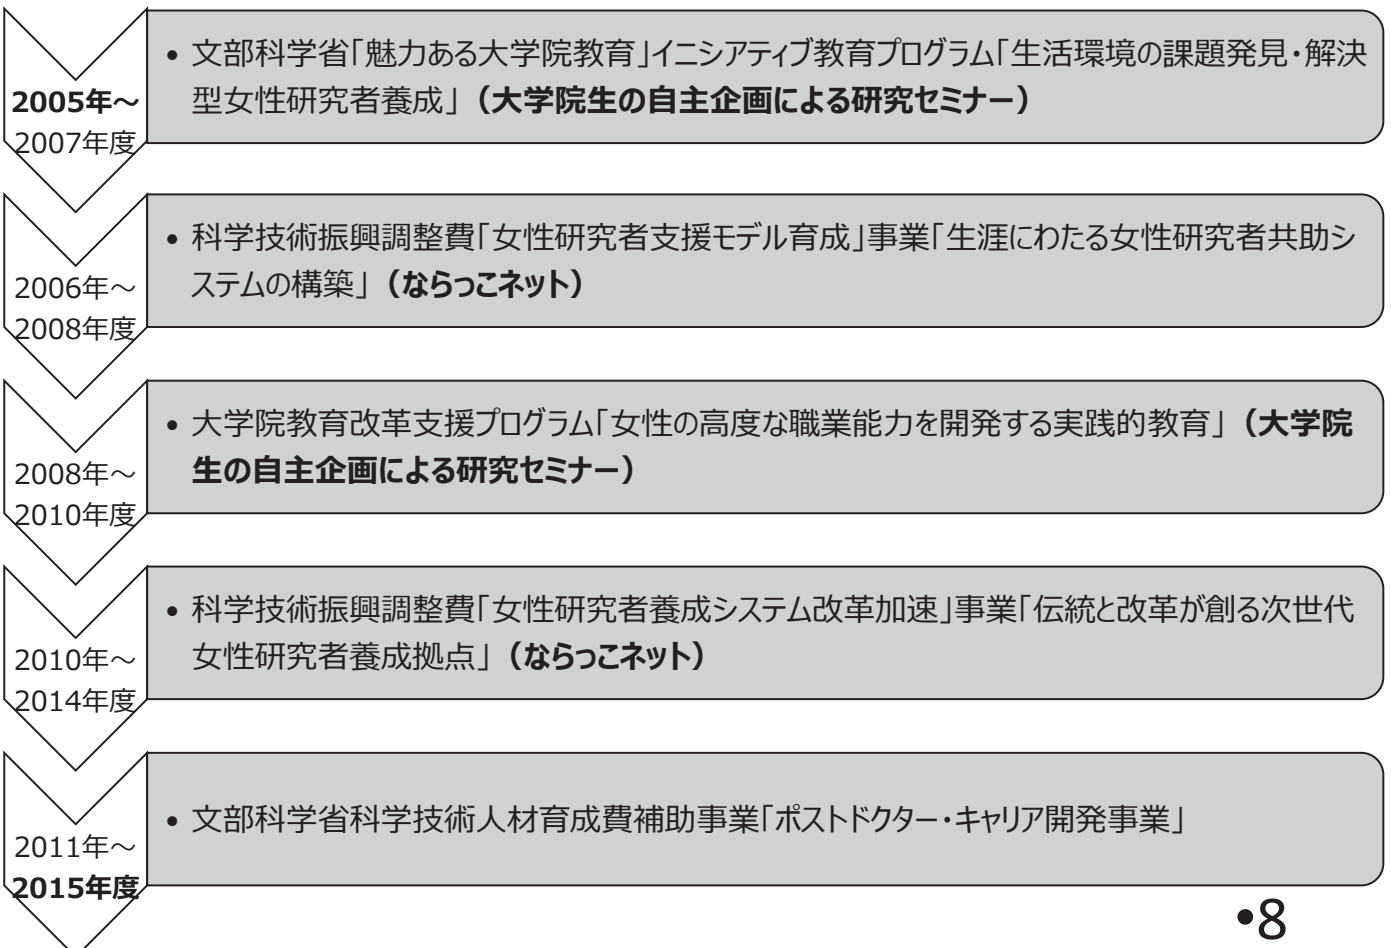 2005年～
2007年度
• 文部科学省「魅力ある大学院教育」イニシアティブ教育プログラム「生活環境の課題発見・解決
型女性研究者養成」（大学院生の自主企画による研究セミナー）
2006年～
2008年度
• 科学技術振興調整費「女性研究者支援モデル育成」事業「生涯にわたる女性研究者共助シ
ステムの構築」（ならっこネット）
2008年～
2010年度
• 大学院教育改革支援プログラム「女性の高度な職業能力を開発する実践的教育」（大学院
生の自主企画による研究セミナー）
2010年～
2014年度
• 科学技術振興調整費「女性研究者養成システム改革加速」事業「伝統と改革が創る次世代
女性研究者養成拠点」（ならっこネット）
2011年～
2015年度
• 文部科学省科学技術人材育成費補助事業「ポストドクター・キャリア開発事業」
•8